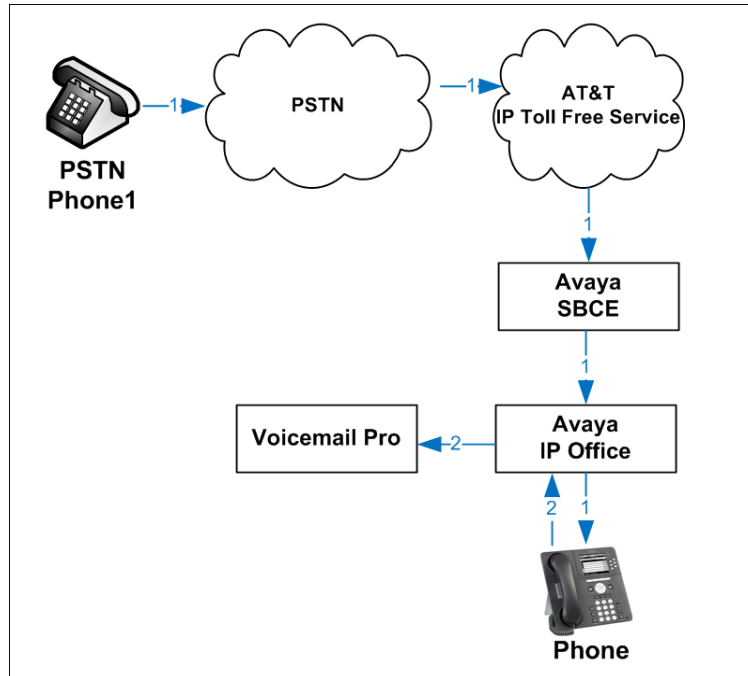 1
PSTN
1
AT&T
IP Toll Free Service
PSTN
Phone1
1
Avaya
SBCE
1
Voicemail Pro
2
Avaya
IP Office
2
1
Phone